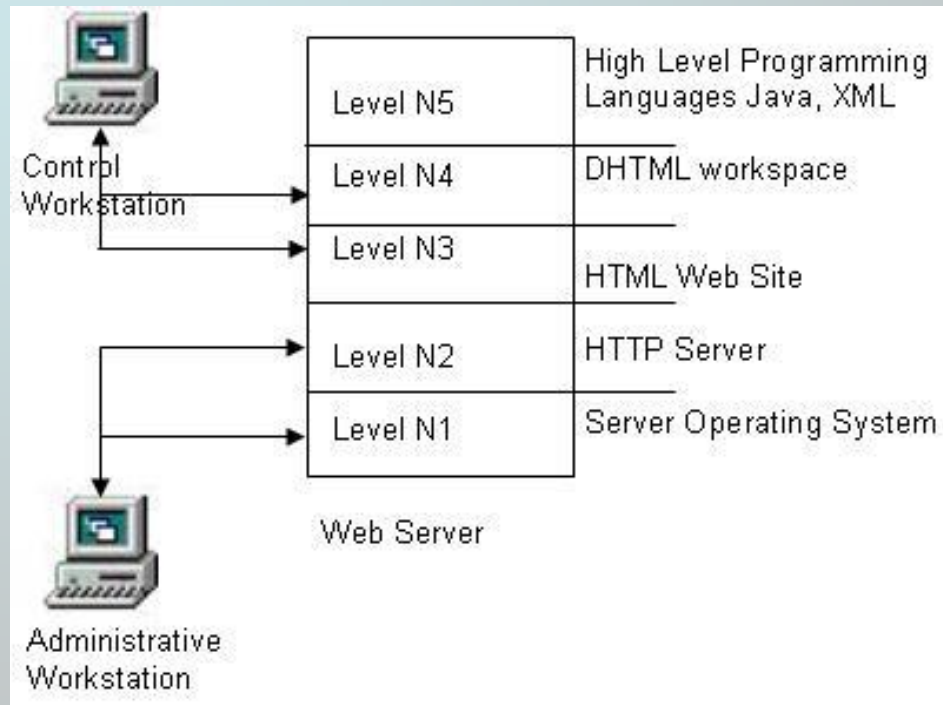 High Level Programming
Languages Java, XML
Level N5
Control
Workstation
Level N4
DHTML workspace
Level N3
HTML Web Site
Level N2
HTTP Server
Level N1
Server Operating System
Web Server
Administrative
Workstation